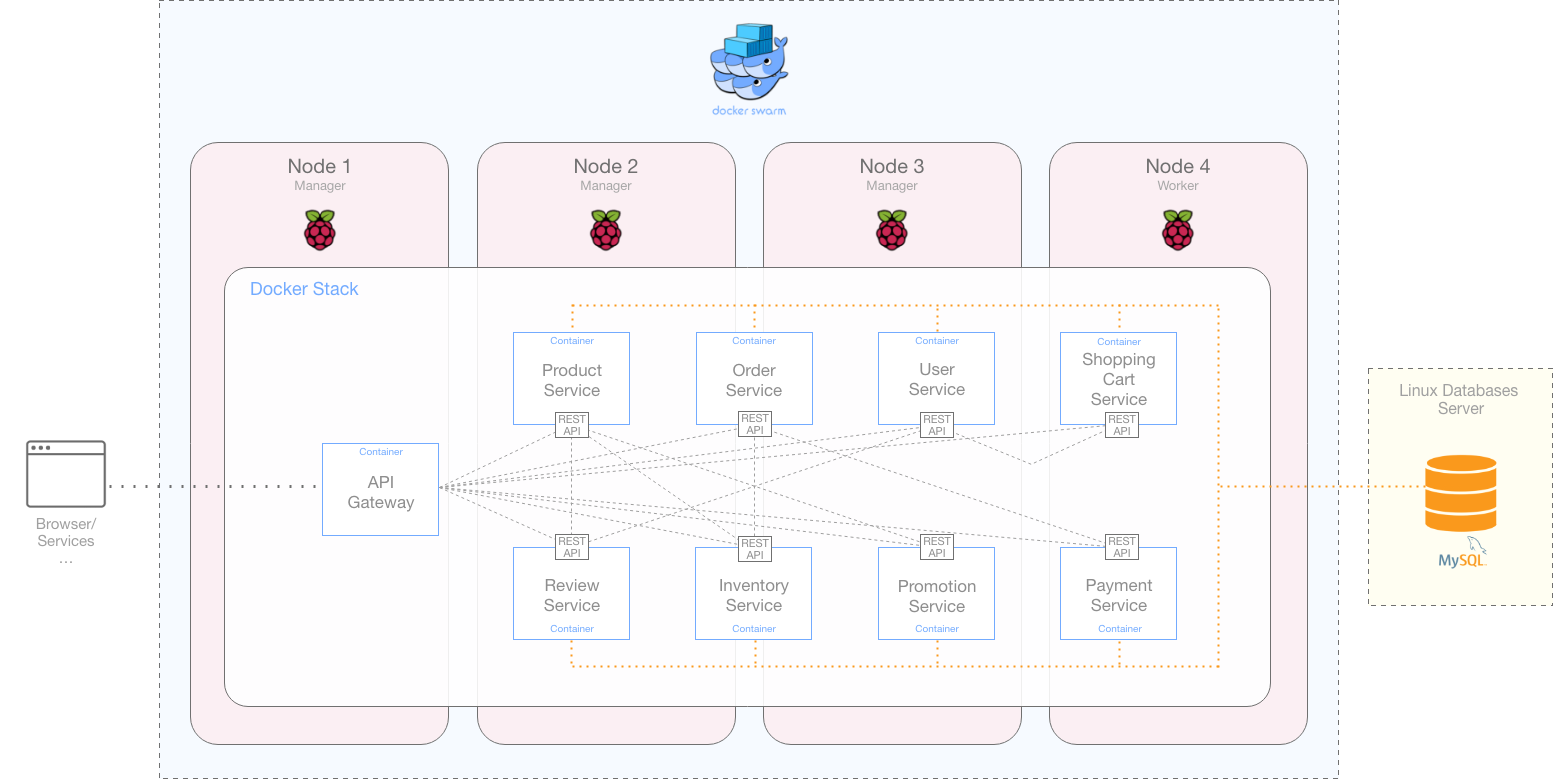 docker swarm
Node 1
Manager
Node 2
Manager
Node 3
Manager
Node 4
Worker
Docker Stack
Container
Product
Service
REST
API
Container
Order
Service
REST
API
Container
User
Service
REST
API
Container
Shopping
Cart
Service
REST
API
Linux Databases
Server
MySQL
Container
API
Gateway
Browser/
Services
...
REST
API
Review
Service
Container
REST
API
Inventory
Service
Container
REST
API
Promotion
Service
Container
REST
API
Payment
Service
Container